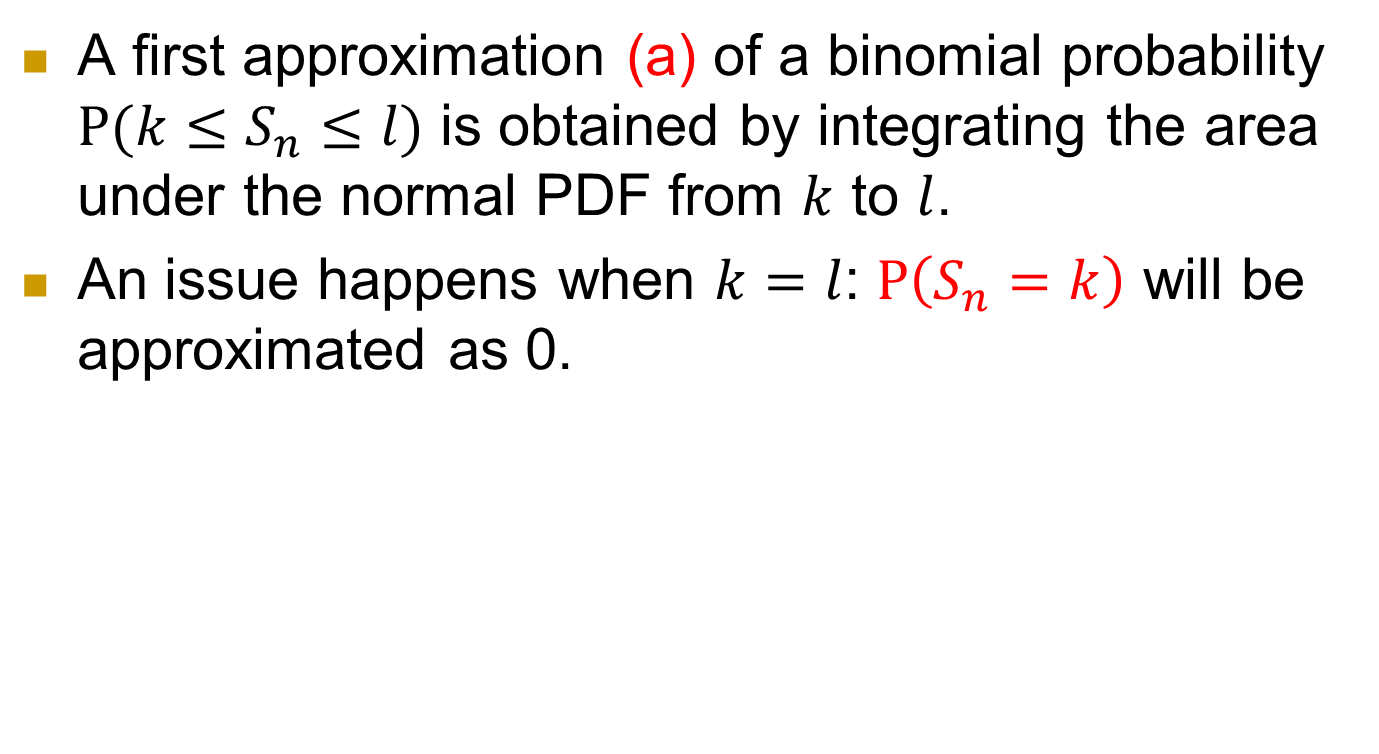 ▪ A first approximation (a) of a binomial probability
P(𝑘 ≤ 𝑆ₙ ≤ 𝑙) is obtained by integrating the area
under the normal PDF from 𝑘 to 𝑙.
▪ An issue happens when 𝑘 = 𝑙: P(𝑆ₙ = 𝑘) will be
approximated as 0.